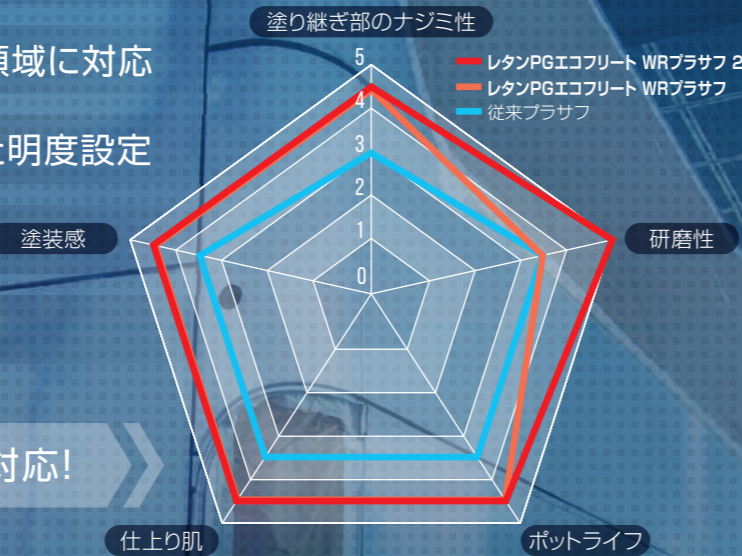 塗り継ぎ部のナジミ性
領域に対応
レタンPGエコフリート WRプラサフ 2
レタンPGエコフリート WRプラサフ
従来プラサフ
明度設定
5
4
3
2
1
0
塗装感
研磨性
対応!
仕上り肌
ポットライフ